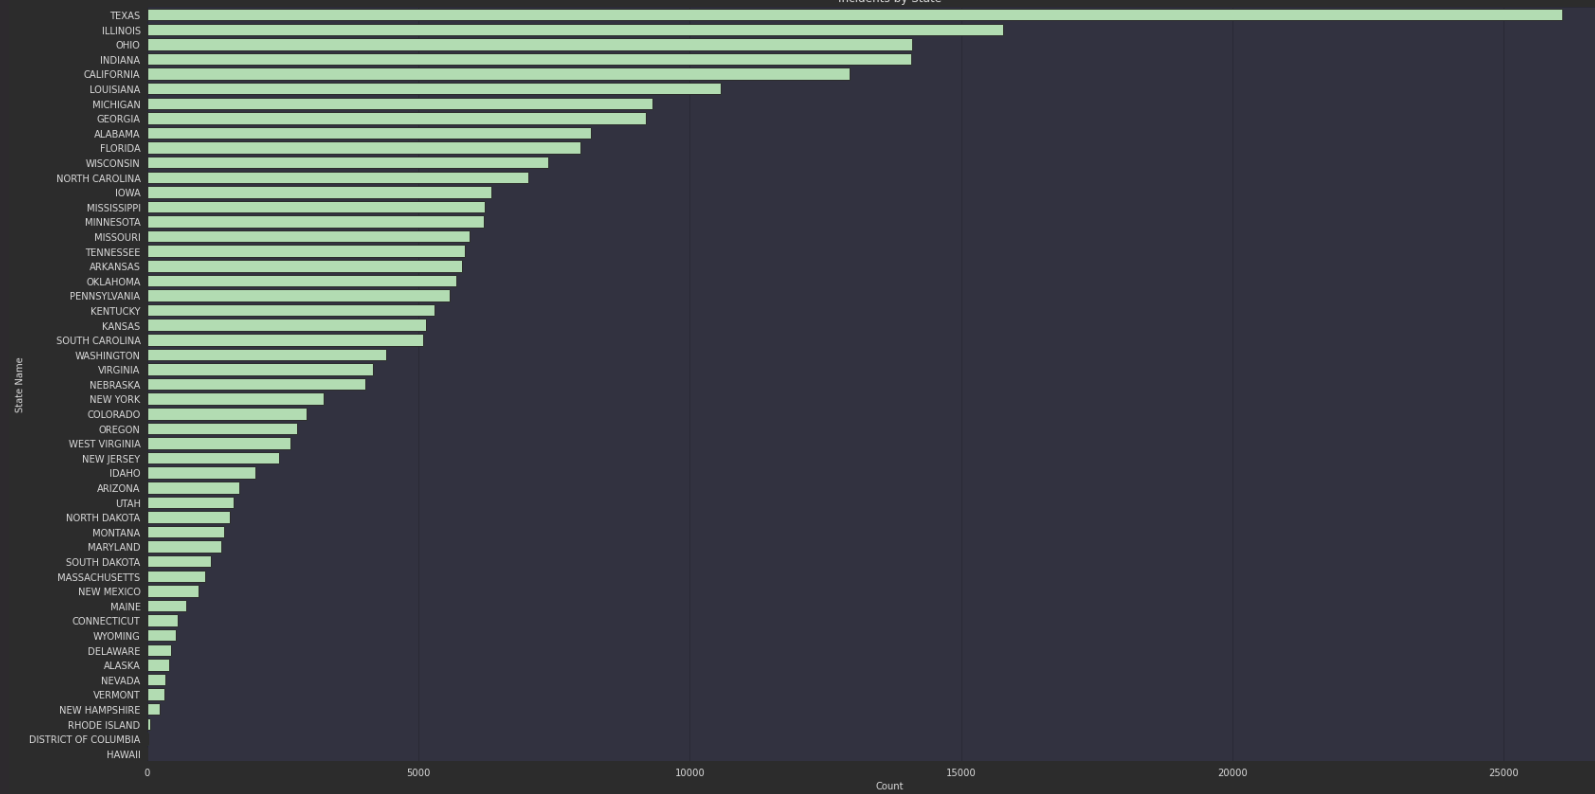 Incidents by State
TEXAS
ILLINOIS
OHIO
INDIANA
CALIFORNIA
LOUISIANA
MICHIGAN
GEORGIA
ALABAMA
FLORIDA
WISCONSIN
NORTH CAROLINA
IOWA
MISSISSIPPI
MINNESOTA
MISSOURI
TENNESSEE
ARKANSAS
OKLAHOMA
PENNSYLVANIA
KENTUCKY
KANSAS
SOUTH CAROLINA
WASHINGTON
VIRGINIA
NEBRASKA
NEW YORK
COLORADO
OREGON
WEST VIRGINIA
NEW JERSEY
IDAHO
ARIZONA
UTAH
NORTH DAKOTA
MONTANA
MARYLAND
SOUTH DAKOTA
MASSACHUSETTS
NEW MEXICO
MAINE
CONNECTICUT
WYOMING
DELAWARE
ALASKA
NEVADA
VERMONT
NEW HAMPSHIRE
RHODE ISLAND
DISTRICT OF COLUMBIA
HAWAII
State Name
0 5000 10000 15000 20000 25000
Count